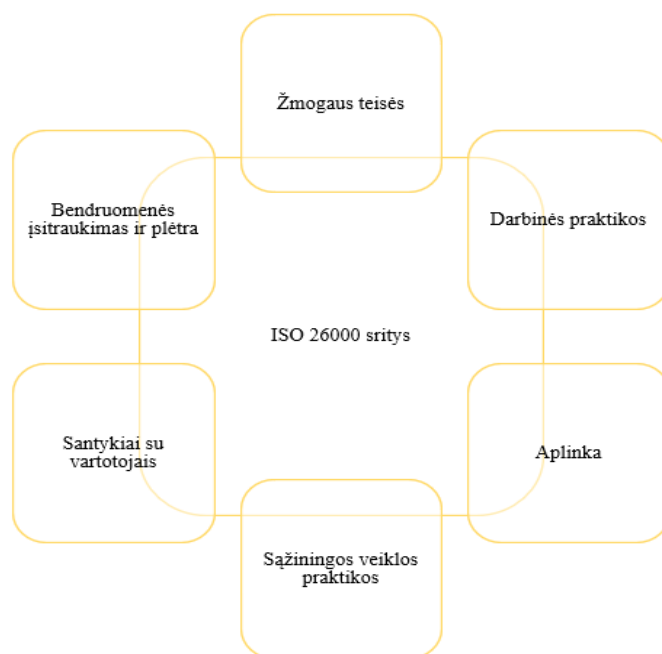 Žmogaus teisės
Bendruomenės
įsitraukimas ir plėtra
Darbinės praktikos
ISO 26000 sritys
Santykiai su
vartotojais
Aplinka
Sąžiningos veiklos
praktikos